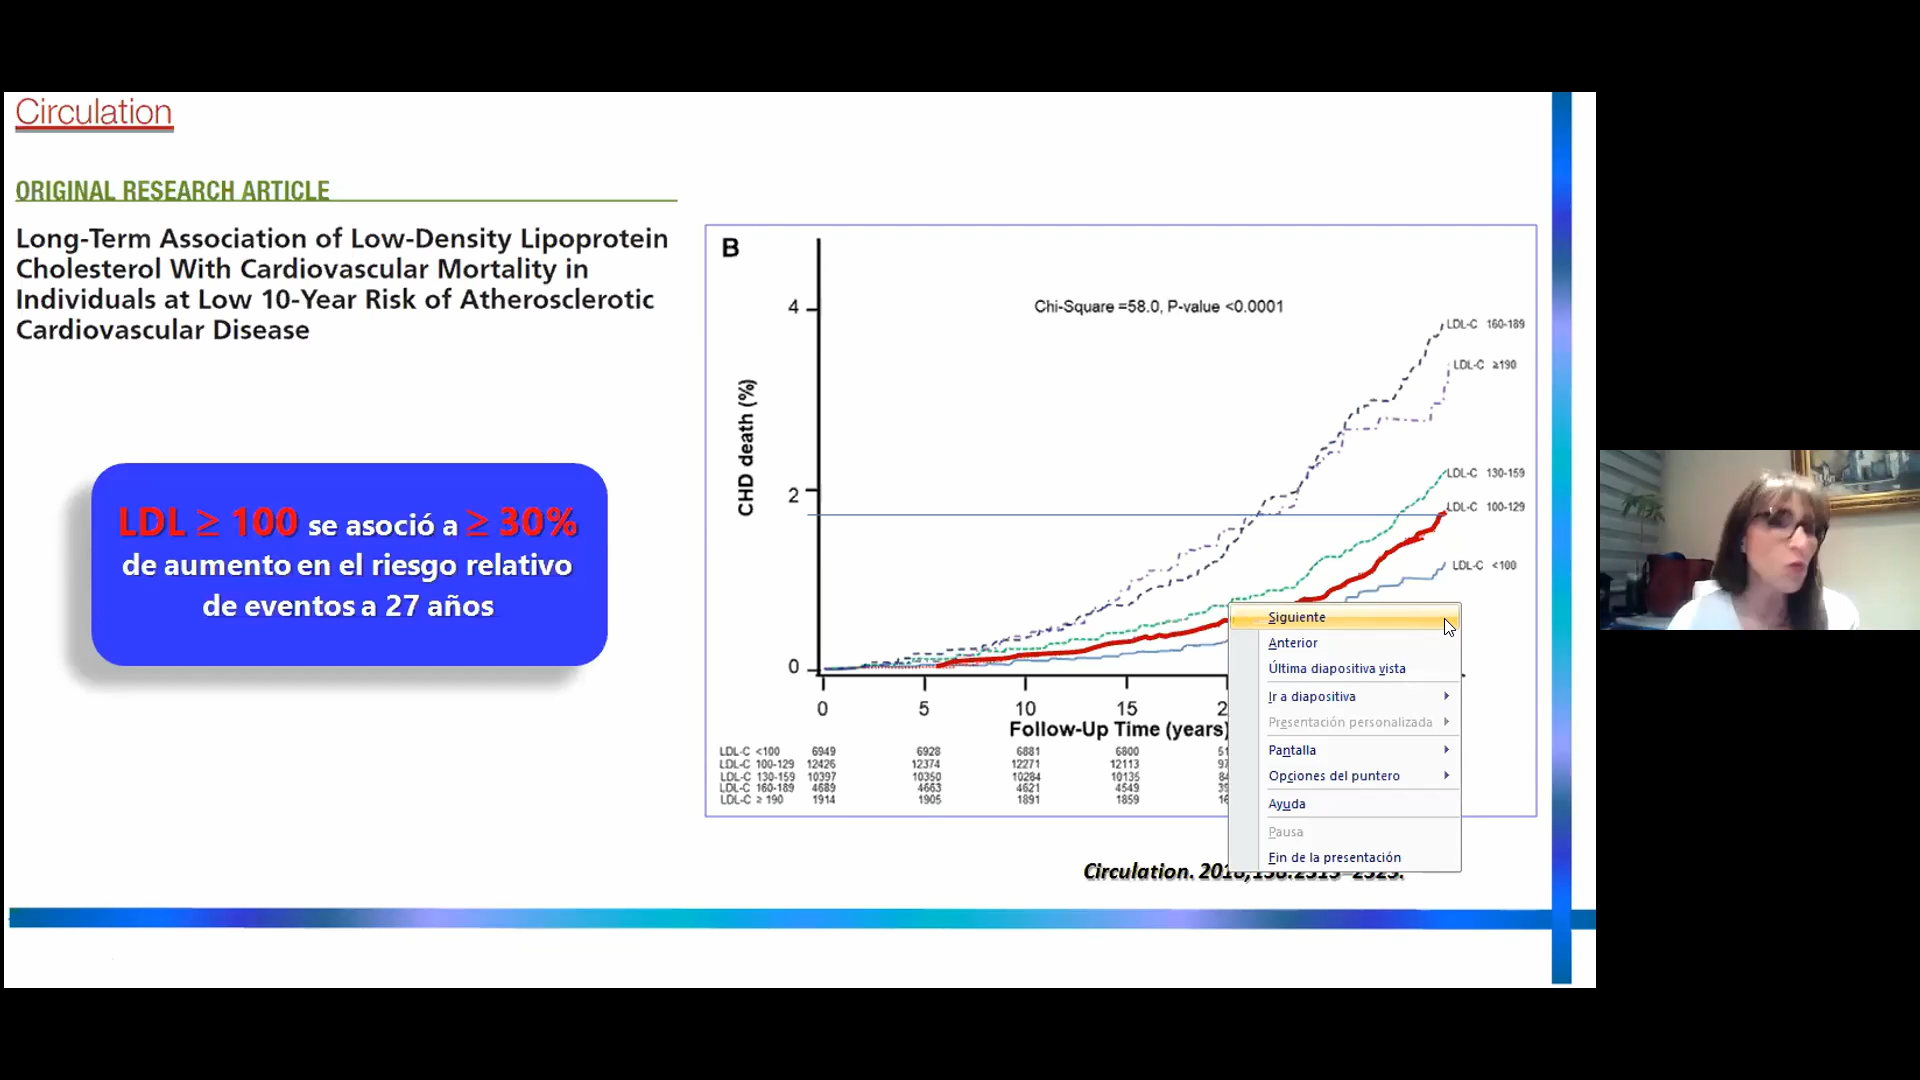 Circulation
ORIGINAL RESEARCH ARTICLE
Long-Term Association of Low-Density Lipoprotein
Cholesterol With Cardiovascular Mortality in
Individuals at Low 10-Year Risk of Atherosclerotic
Cardiovascular Disease
LDL ≥ 100 se asoció a ≥ 30%
de aumento en el riesgo relativo
de eventos a 27 años
B
Chi-Square =58.0, P-value <0.0001
CHD death (%)
4
2
0
LDL-C 160-189
LDL-C ≥190
LDL-C 130-159
LDL-C 100-129
LDL-C <100
0 5 10 15 2
Follow-Up Time (years)
LDL-C <100 6949 6928 6881 6800 51
LDL-C 100-129 12426 12374 12271 12113 97
LDL-C 130-159 10397 10350 10284 10135 84
LDL-C 160-189 4689 4663 4621 4549 39
LDL-C ≥ 190 1914 1905 1891 1859 16
Siguiente
Anterior
Última diapositiva vista
Ir a diapositiva
Presentación personalizada
Pantalla
Opciones del puntero
Ayuda
Pausa
Fin de la presentación
Circulation.